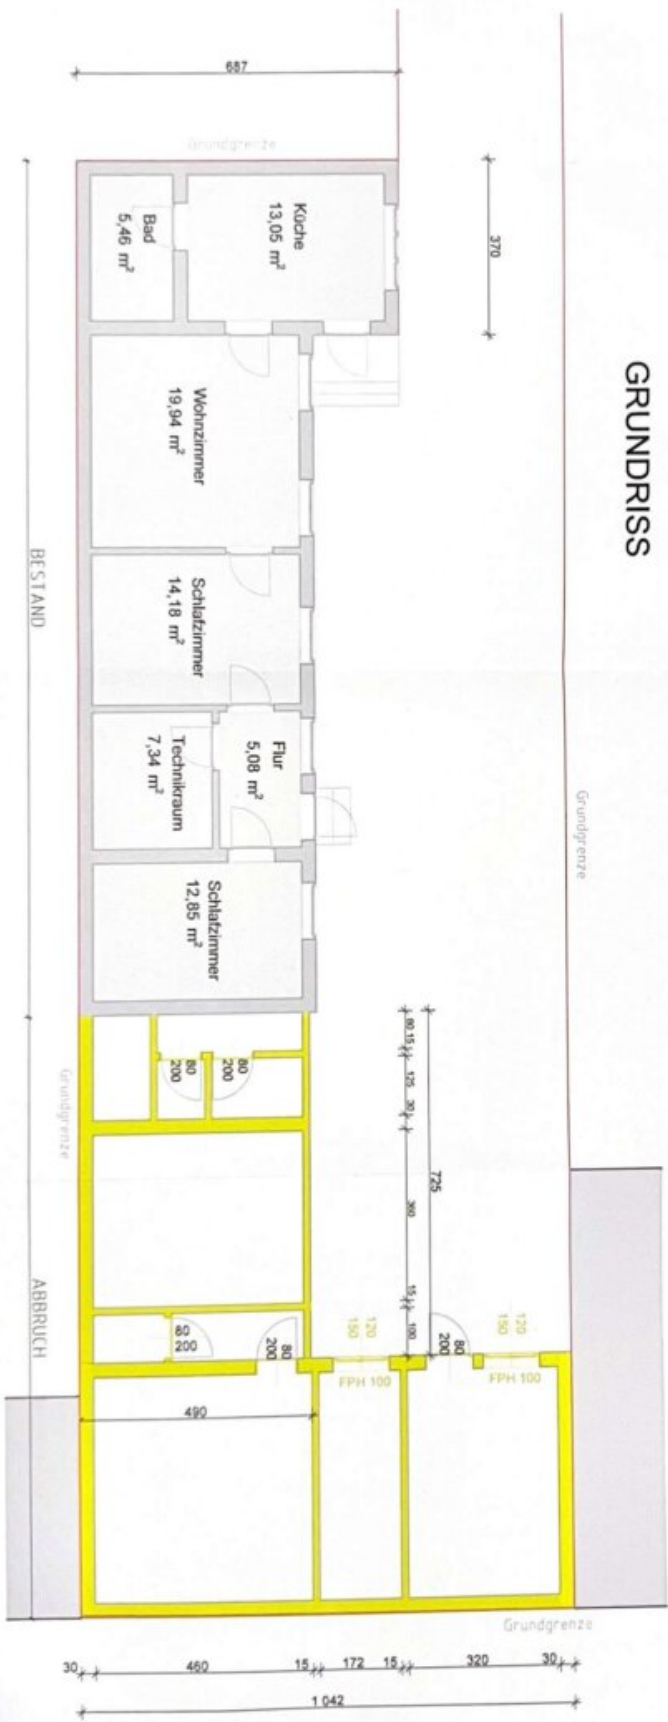 GRUNDRISS
687
Grundgrenze
370
Küche
13,05 m²
Bad
5,46 m²
Wohnzimmer
19,94 m²
Schlafzimmer
14,18 m²
Flur
5,08 m²
Technikraum
7,34 m²
Schlafzimmer
12,85 m²
BESTAND
Grundgrenze
Grundgrenze
ABBRUCH
80
200
80
200
80
200
80
200
80
200
60
15
125
30
360
15
100
725
120
150
FPH 100
120
150
FPH 100
490
Grundgrenze
30
460
15
172
15
320
30
1 042